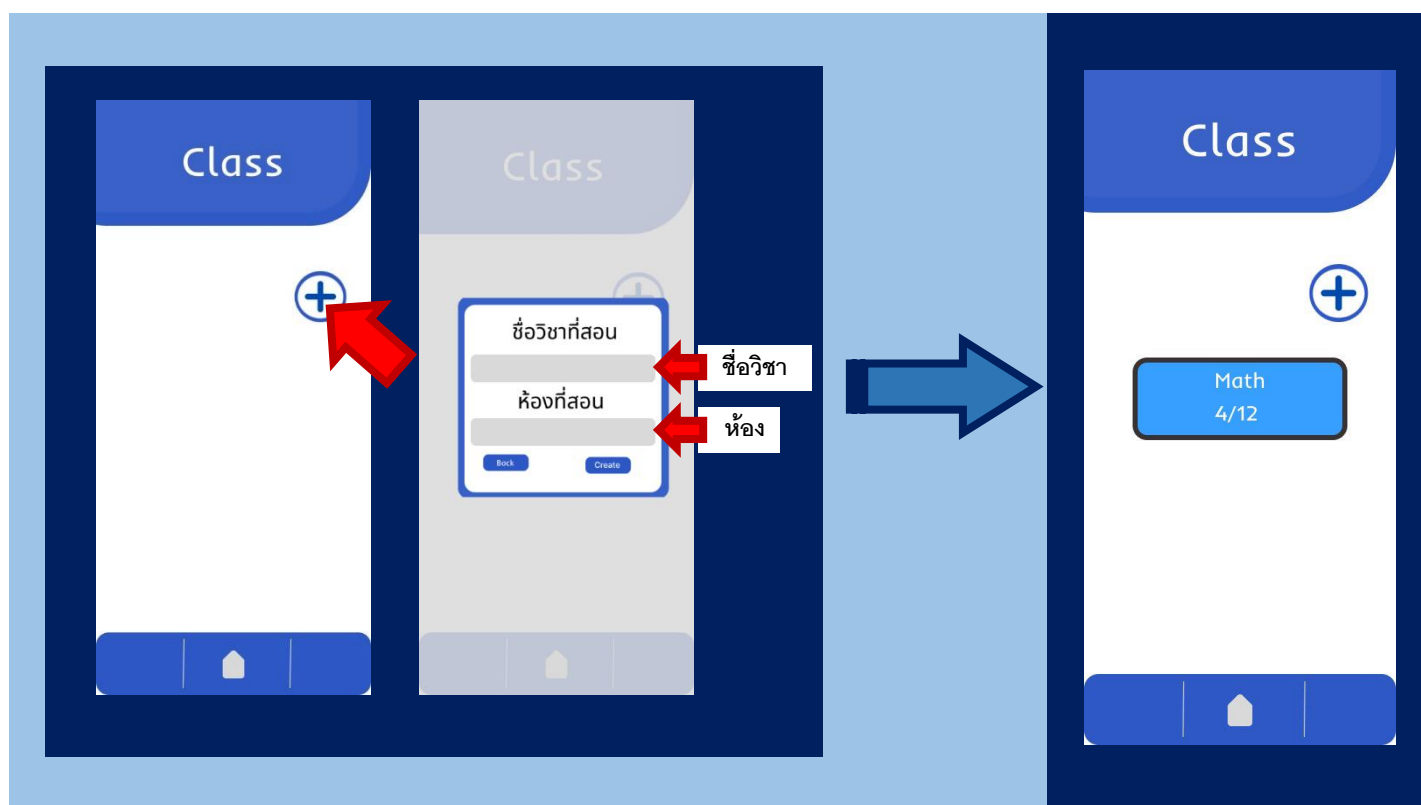 Class
Class
ชื่อวิชาที่สอน
ชื่อวิชา
ห้องที่สอน
ห้อง
Back
Create
Class
Math
4/12